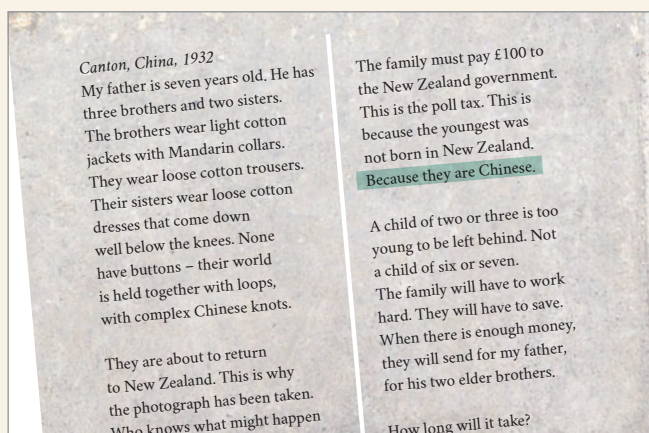 Canton, China, 1932
My father is seven years old. He has
three brothers and two sisters.
The brothers wear light cotton
jackets with Mandarin collars.
They wear loose cotton trousers.
Their sisters wear loose cotton
dresses that come down
well below the knees. None
have buttons – their world
is held together with loops,
with complex Chinese knots.
They are about to return
to New Zealand. This is why
the photograph has been taken.
Who knows what might happen
The family must pay £100 to
the New Zealand government.
This is the poll tax. This is
because the youngest was
not born in New Zealand.
Because they are Chinese.
A child of two or three is too
young to be left behind. Not
a child of six or seven.
The family will have to work
hard. They will have to save.
When there is enough money,
they will send for my father,
for his two elder brothers.
How long will it take?